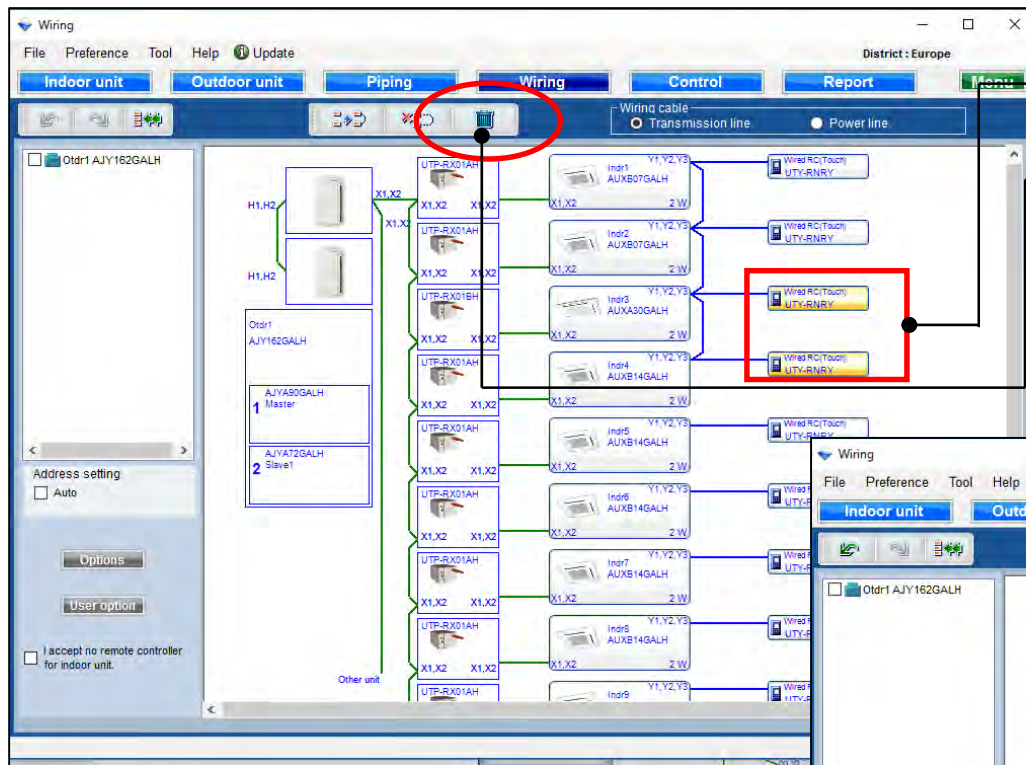 Wiring
File Preference Tool Help Update District : Europe
Indoor unit Outdoor unit Piping Wiring Control Report Menu
Wiring cable
Transmission line Power line
Otdr1 AJY162GALH
Address setting
Auto
Options
User option
I accept no remote controller
for indoor unit.
H1,H2
X1,X2
X1,X2
H1,H2
Otdr1
AJY162GALH
AJYA90GALH
1 Master
AJYA72GALH
2 Slave1
Other unit
UTP-RX01AH
X1,X2 X1,X2
UTP-RX01AH
X1,X2 X1,X2
UTP-RX01BH
X1,X2 X1,X2
UTP-RX01AH
X1,X2 X1,X2
UTP-RX01AH
X1,X2 X1,X2
UTP-RX01AH
X1,X2 X1,X2
UTP-RX01AH
X1,X2 X1,X2
UTP-RX01AH
X1,X2 X1,X2
UTP-RX01AH
Y1,Y2,Y3
Indr1
AUXB07GALH
X1,X2 2 W
Y1,Y2,Y3
Indr2
AUXB07GALH
X1,X2 2 W
Y1,Y2,Y3
Indr3
AUXA30GALH
X1,X2 2 W
Y1,Y2,Y3
Indr4
AUXB14GALH
X1,X2 2 W
Y1,Y2,Y3
Indr5
AUXB14GALH
X1,X2 2 W
Y1,Y2,Y3
Indr6
AUXB14GALH
X1,X2 2 W
Y1,Y2,Y3
Indr7
AUXB14GALH
X1,X2 2 W
Y1,Y2,Y3
Indr8
AUXB14GALH
X1,X2 2 W
Y1,Y2,Y3
Indr9
Wired RC(Touch)
UTY-RNRY
Wired RC(Touch)
UTY-RNRY
Wired RC(Touch)
UTY-RNRY
Wired RC(Touch)
UTY-RNRY
Wired RC(Touch)
UTY-RNRY
Wired
Wired
Wired
Wired
Wiring
File Preference Tool Help
Indoor unit Outd
Otdr1 AJY162GALH